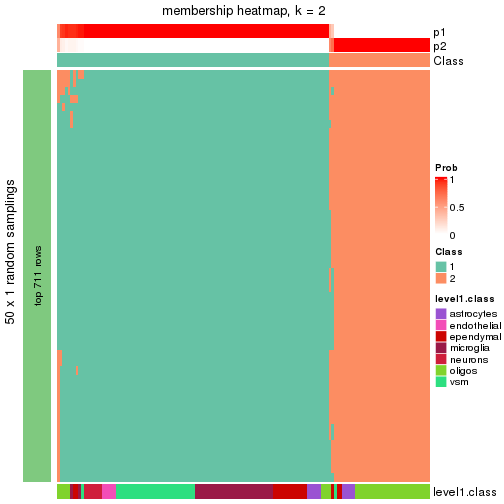 membership heatmap, k = 2
p1
p2
Class
50 x 1 random samplings
top 711 rows
Prob
1
0.5
0
Class
1
2
level1.class
astrocytes
endothelial
ependymal
microglia
neurons
oligos
vsm
level1.class